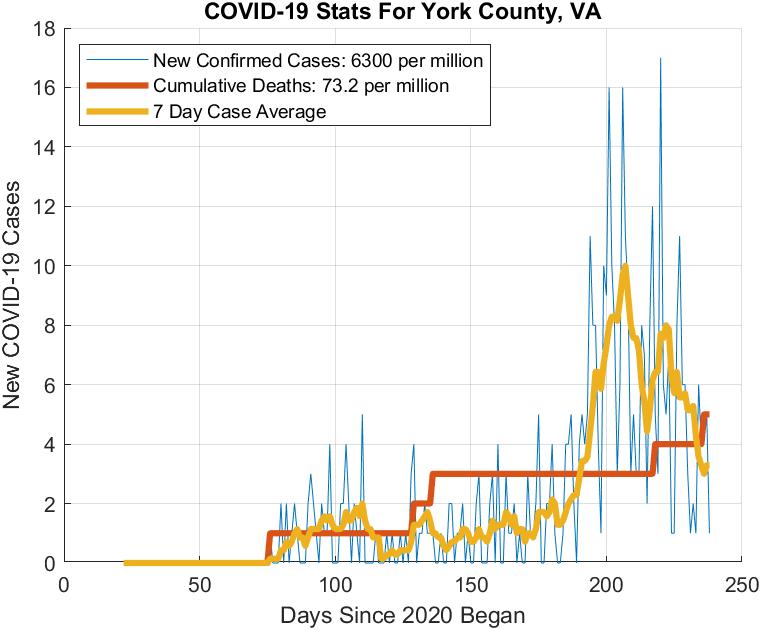 COVID-19 Stats For York County, VA
New Confirmed Cases: 6300 per million
Cumulative Deaths: 73.2 per million
7 Day Case Average
New COVID-19 Cases
18
16
14
12
10
8
6
4
2
0
0 50 100 150 200 250
Days Since 2020 Began